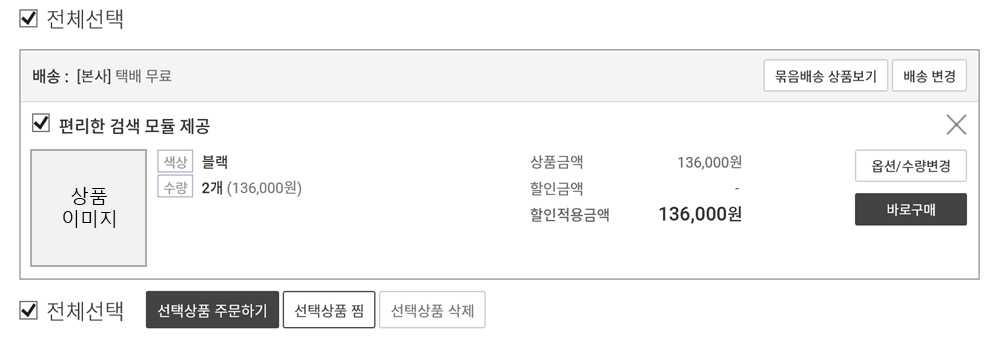 전체선택
배송 : [본사] 택배 무료
묶음배송 상품보기
배송 변경
편리한 검색 모듈 제공
상품
이미지
색상 블랙
수량 2개 (136,000원)
상품금액 136,000원
할인금액 -
할인적용금액 136,000원
옵션/수량변경
바로구매
전체선택
선택상품 주문하기
선택상품 찜
선택상품 삭제